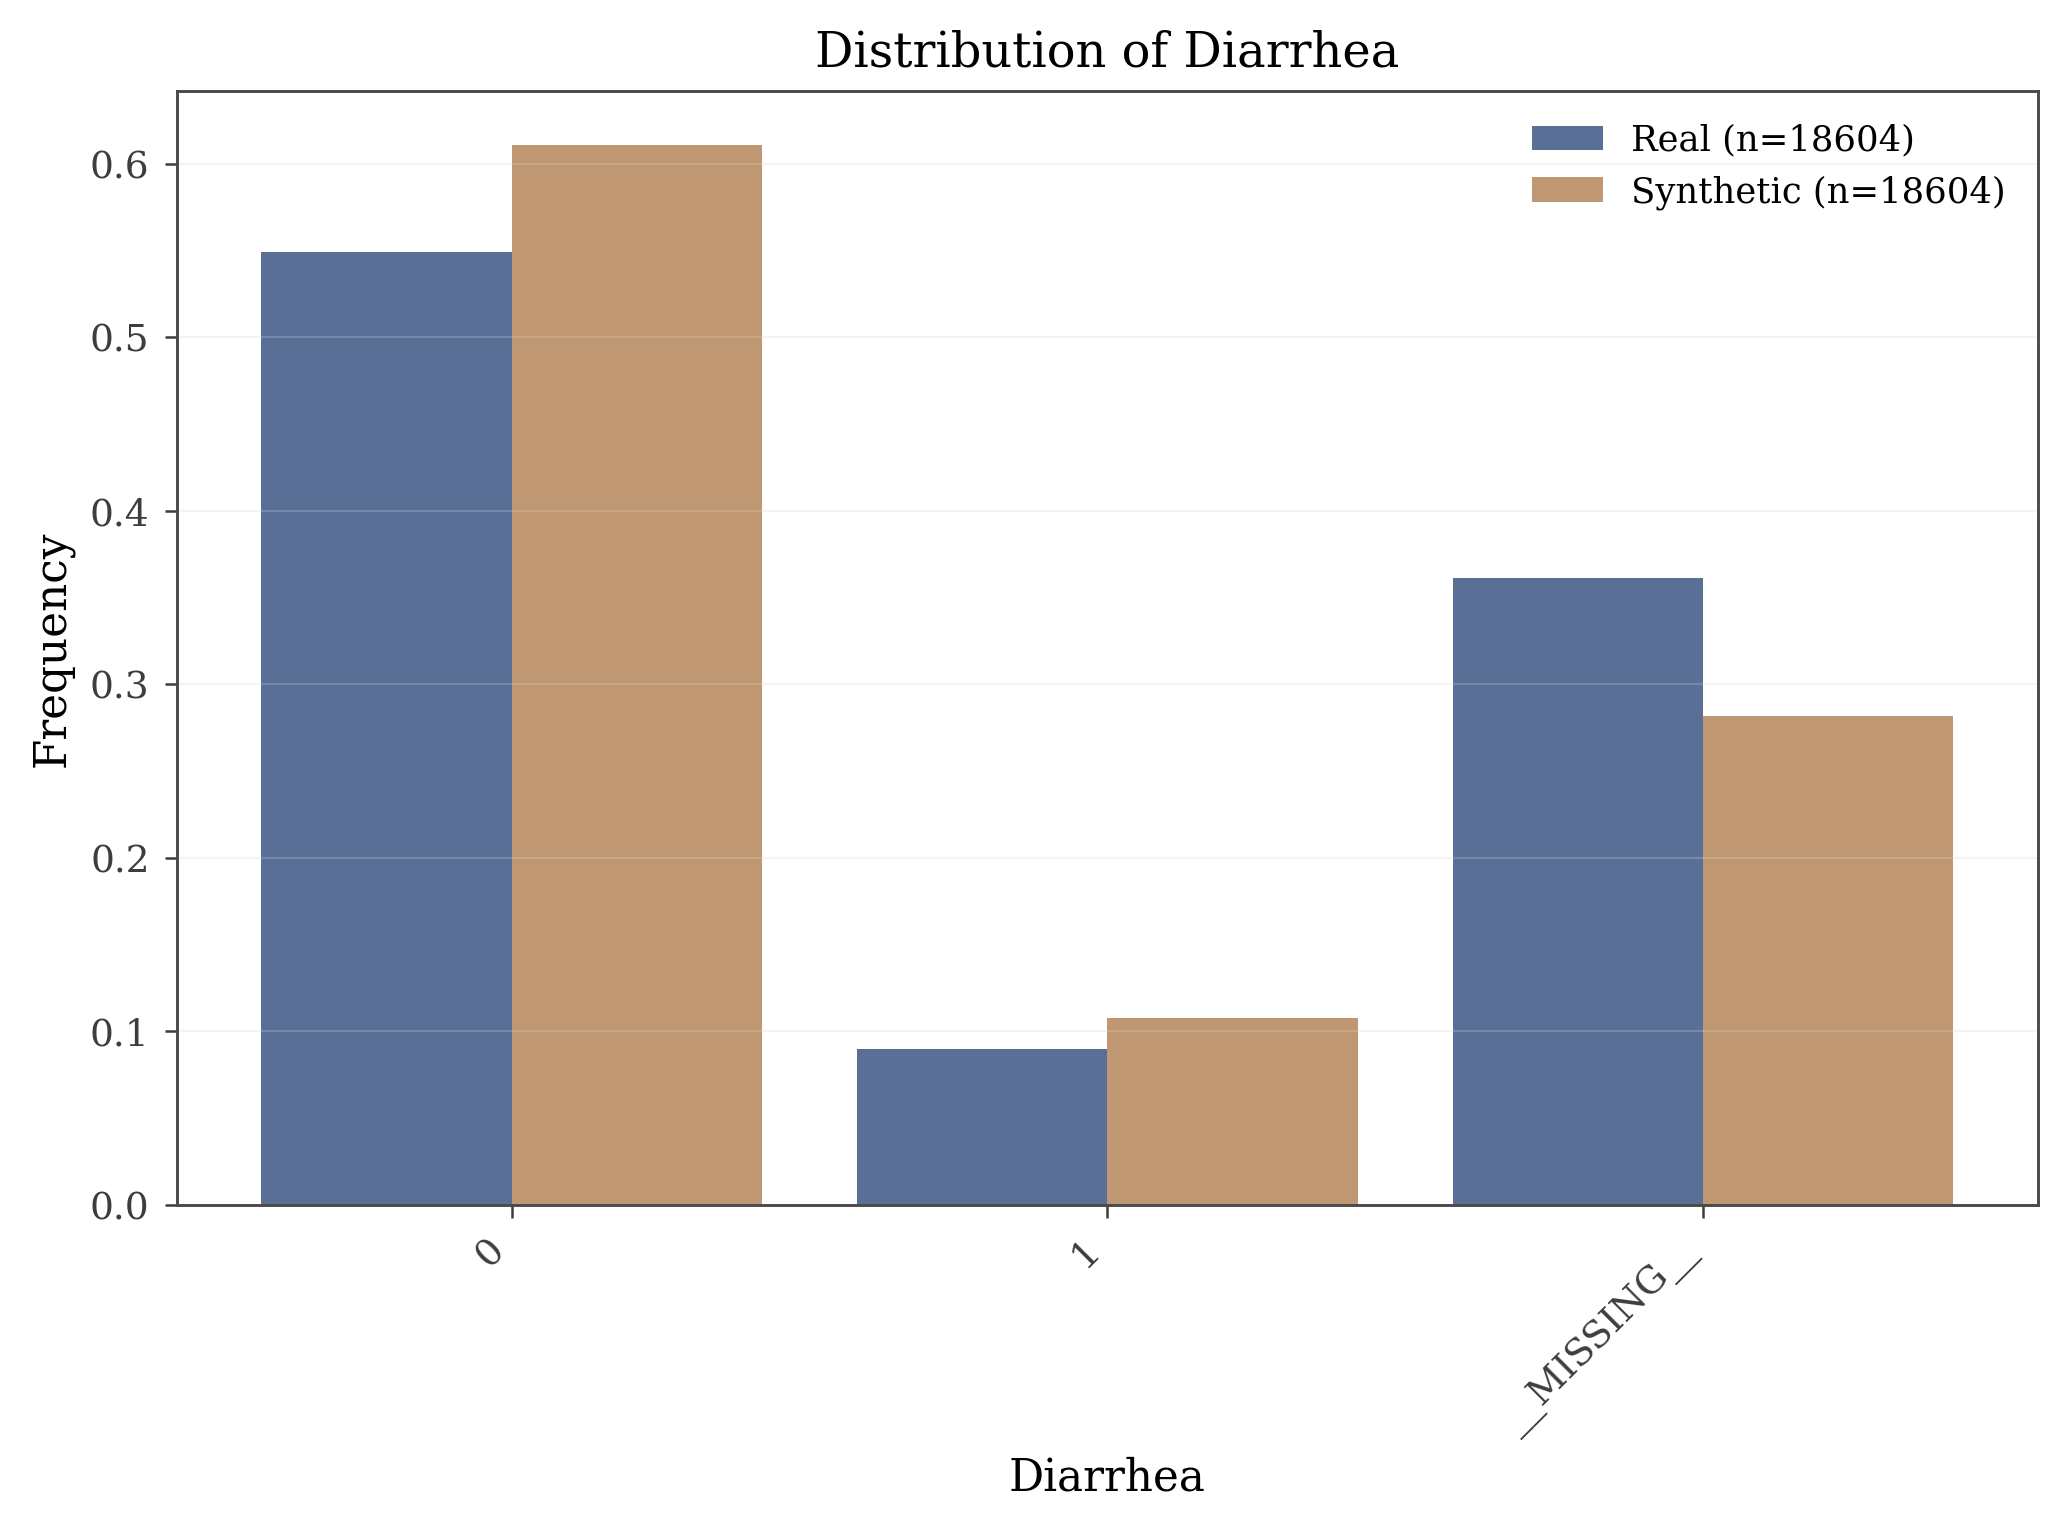 Distribution of Diarrhea
Real (n=18604)
Synthetic (n=18604)
Frequency
0.6
0.5
0.4
0.3
0.2
0.1
0.0
0
1
__MISSING__
Diarrhea